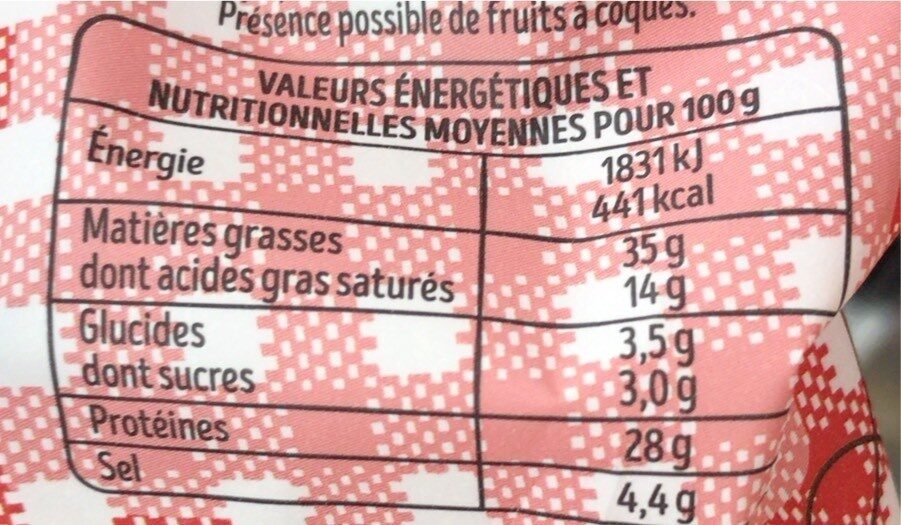 Présence possible de fruits à coques.
VALEURS ÉNERGÉTIQUES ET
NUTRITIONNELLES MOYENNES POUR 100 g
Énergie
1831 kJ
441 kcal
Matières grasses
35 g
dont acides gras saturés
14 g
Glucides
3,5 g
dont sucres
3,0 g
Protéines
28 g
Sel
4,4 g